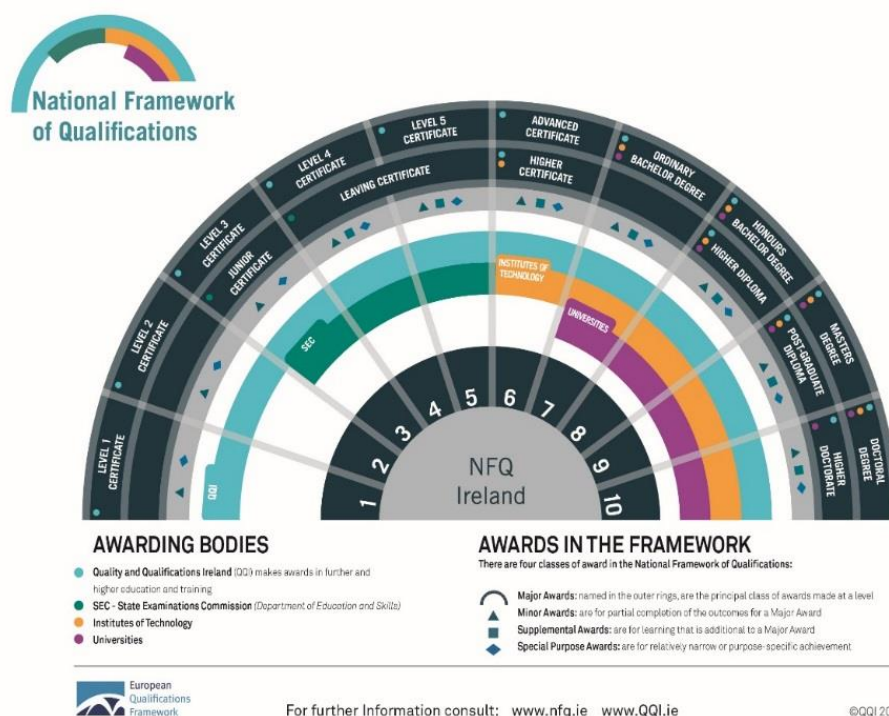 National Framework
of Qualifications
LEVEL 1
CERTIFICATE
LEVEL 2
CERTIFICATE
LEVEL 3
CERTIFICATE
LEVEL 4
CERTIFICATE
LEVEL 5
CERTIFICATE
ADVANCED
CERTIFICATE
ORDINARY
BACHELOR DEGREE
HONOURS
BACHELOR DEGREE
MASTERS
DEGREE
DOCTORAL
DEGREE
JUNIOR
CERTIFICATE
LEAVING CERTIFICATE
HIGHER
CERTIFICATE
HIGHER DIPLOMA
POST-GRADUATE
DIPLOMA
HIGHER
DOCTORATE
QQI
SEC
INSTITUTES OF
TECHNOLOGY
UNIVERSITIES
1
2
3
4
5
6
7
8
9
10
NFQ
Ireland
AWARDING BODIES
Quality and Qualifications Ireland (QQI) makes awards in further and
higher education and training
SEC - State Examinations Commission (Department of Education and Skills)
Institutes of Technology
Universities
AWARDS IN THE FRAMEWORK
There are four classes of award in the National Framework of Qualifications:
Major Awards: named in the outer rings, are the principal class of awards made at a level
Minor Awards: are for partial completion of the outcomes for a Major Award
Supplemental Awards: are for learning that is additional to a Major Award
Special Purpose Awards: are for relatively narrow or purpose-specific achievement
European
Qualifications
Framework
For further Information consult: www.nfq.ie www.QQI.ie
©QQI